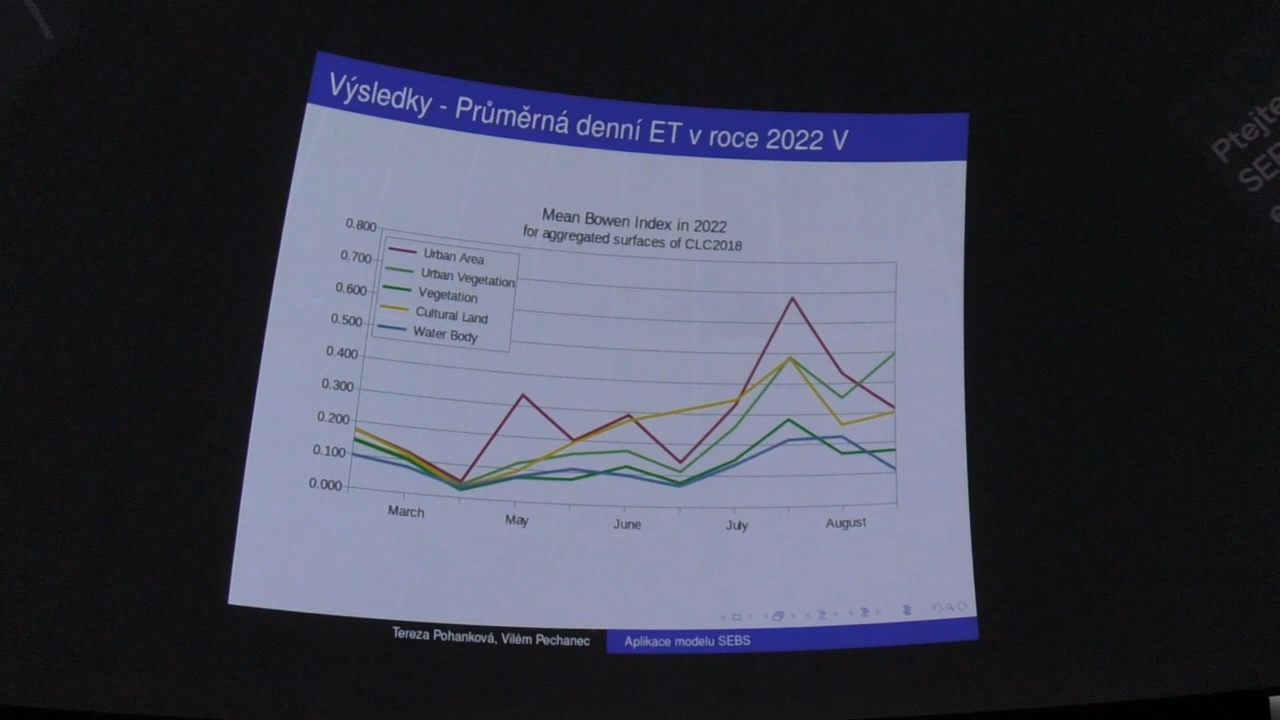 Výsledky - Průměrná denní ET v roce 2022 V
Mean Bowen Index in 2022
for aggregated surfaces of CLC2018
0.800
0.700
0.600
0.500
0.400
0.300
0.200
0.100
0.000
Urban Area
Urban Vegetation
Vegetation
Cultural Land
Water Body
March
May
June
July
August
Tereza Pohanková, Vilém Pechanec
Aplikace modelu SEBS